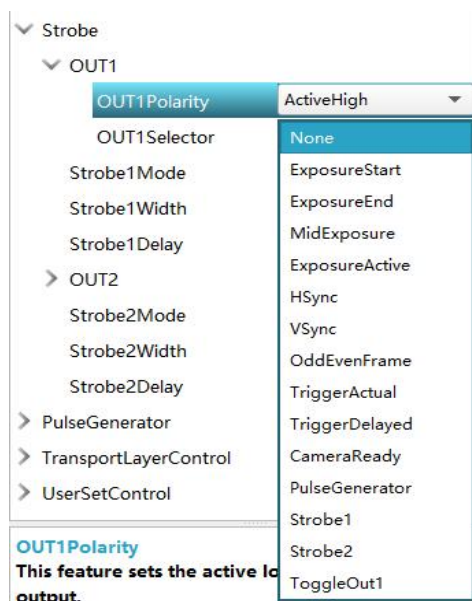 Strobe
OUT1
OUT1Polarity ActiveHigh
OUT1Selector None
Strobe1Mode ExposureStart
Strobe1Width ExposureEnd
Strobe1Delay MidExposure
OUT2 ExposureActive
Strobe2Mode HSync
Strobe2Width VSync
Strobe2Delay OddEvenFrame
PulseGenerator TriggerActual
TransportLayerControl TriggerDelayed
UserSetControl CameraReady
PulseGenerator
Strobe1
Strobe2
ToggleOut1
OUT1Polarity
This feature sets the active
output.